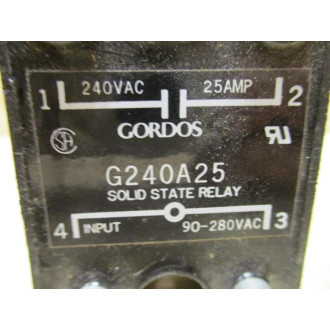 240VAC 25AMP
1 2
GORDOS
G240A25
SOLID STATE RELAY
4 INPUT 90-280VAC 3